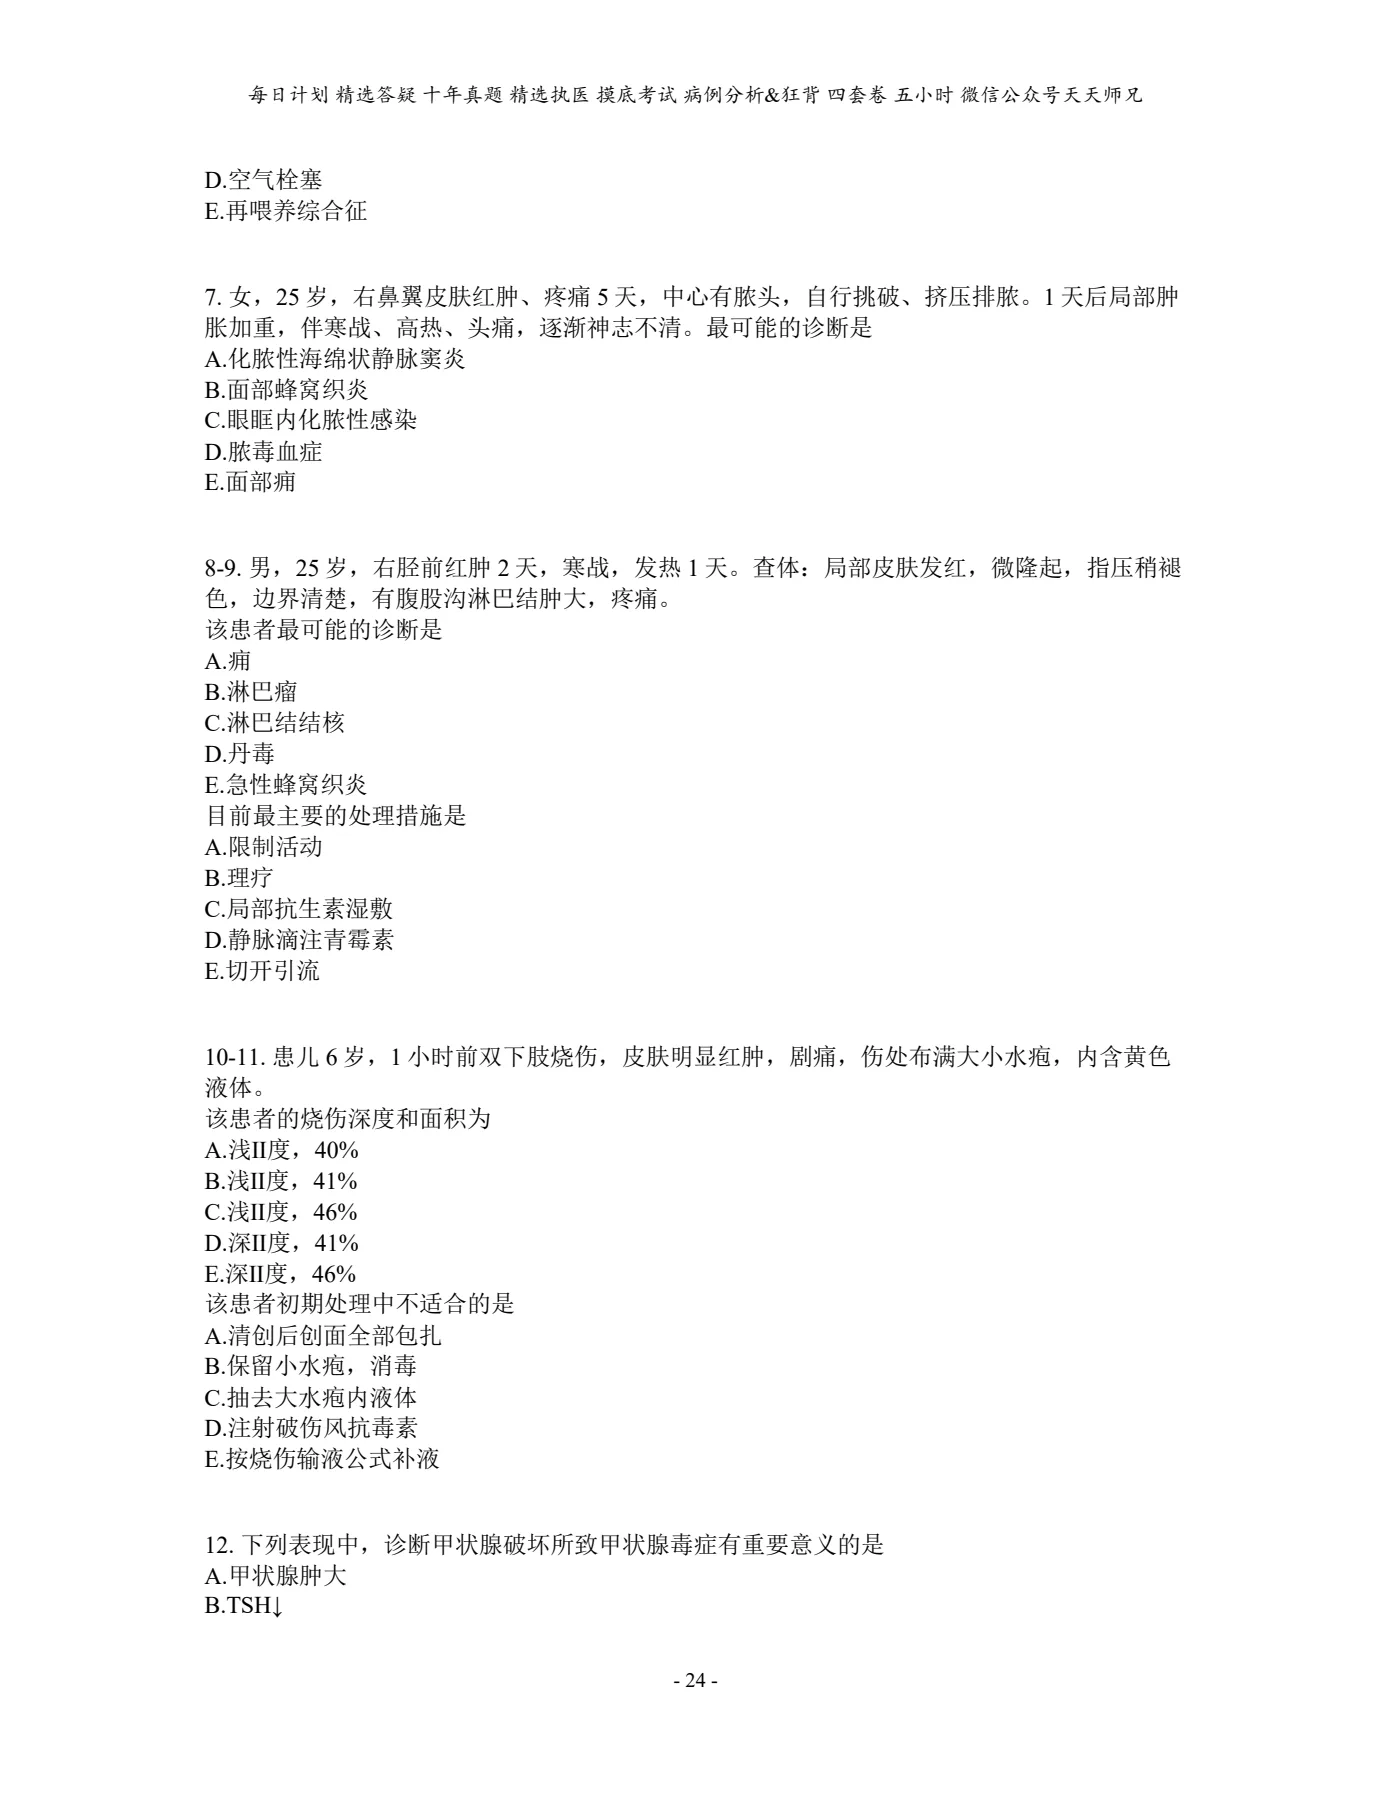 每日计划 精选答疑 十年真题 精选执医 摸底考试 病例分析&狂背 四套卷 五小时 微信公众号天天师兄
D.空气栓塞
E.再喂养综合征
7. 女，25 岁，右鼻翼皮肤红肿、疼痛 5 天，中心有脓头，自行挑破、挤压排脓。1 天后局部肿
胀加重，伴寒战、高热、头痛，逐渐神志不清。最可能的诊断是
A.化脓性海绵状静脉窦炎
B.面部蜂窝织炎
C.眼眶内化脓性感染
D.脓毒血症
E.面部痈
8-9. 男，25 岁，右胫前红肿 2 天，寒战，发热 1 天。查体：局部皮肤发红，微隆起，指压稍褪
色，边界清楚，有腹股沟淋巴结肿大，疼痛。
该患者最可能的诊断是
A.痈
B.淋巴瘤
C.淋巴结结核
D.丹毒
E.急性蜂窝织炎
目前最主要的处理措施是
A.限制活动
B.理疗
C.局部抗生素湿敷
D.静脉滴注青霉素
E.切开引流
10-11. 患儿 6 岁，1 小时前双下肢烧伤，皮肤明显红肿，剧痛，伤处布满大小水疱，内含黄色
液体。
该患者的烧伤深度和面积为
A.浅II度，40%
B.浅II度，41%
C.浅II度，46%
D.深II度，41%
E.深II度，46%
该患者初期处理中不适合的是
A.清创后创面全部包扎
B.保留小水疱，消毒
C.抽去大水疱内液体
D.注射破伤风抗毒素
E.按烧伤输液公式补液
12. 下列表现中，诊断甲状腺破坏所致甲状腺毒症有重要意义的是
A.甲状腺肿大
B.TSH↓
- 24 -